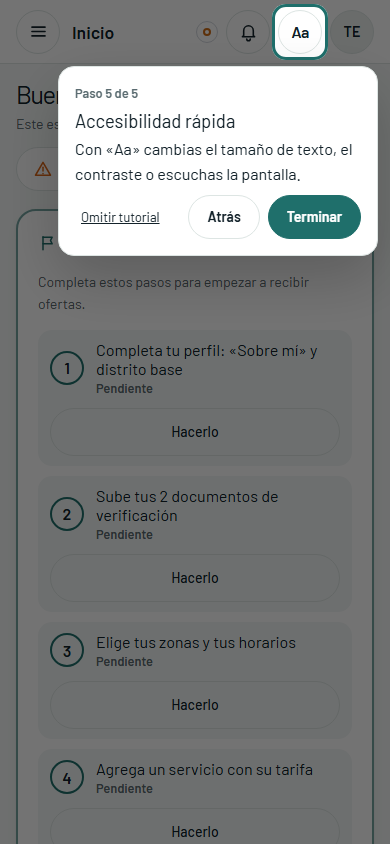 Inicio
Aa
TE
Paso 5 de 5
Accesibilidad rápida
Con «Aa» cambias el tamaño de texto, el
contraste o escuchas la pantalla.
Omitir tutorial
Atrás
Terminar
Completa estos pasos para empezar a recibir
ofertas.
1
Completa tu perfil: «Sobre mí» y
distrito base
Pendiente
Hacerlo
2
Sube tus 2 documentos de
verificación
Pendiente
Hacerlo
3
Elige tus zonas y tus horarios
Pendiente
Hacerlo
4
Agrega un servicio con su tarifa
Pendiente
Hacerlo